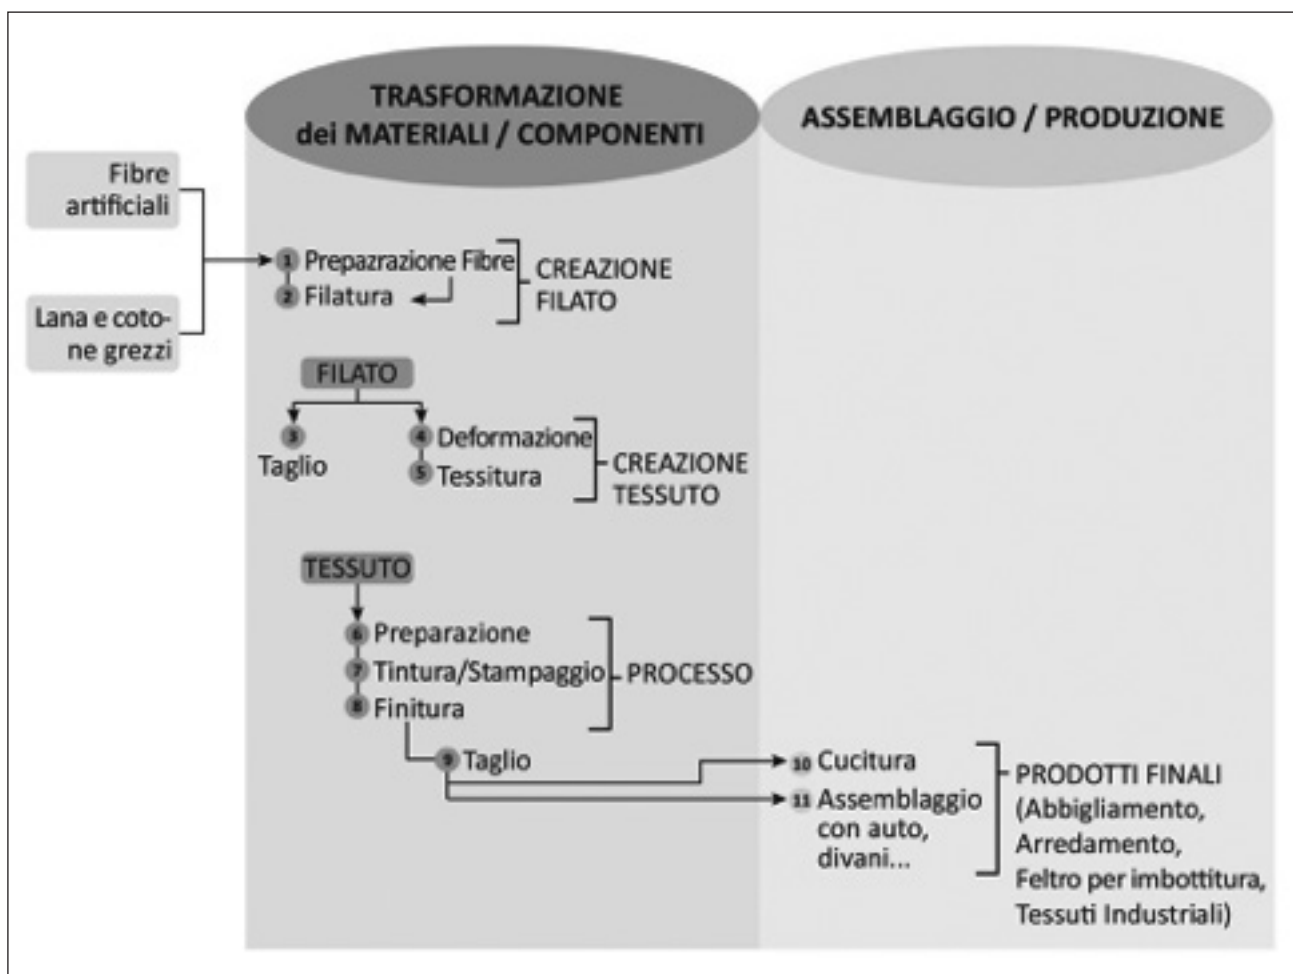 TRASFORMAZIONE
dei MATERIALI / COMPONENTI
ASSEMBLAGGIO / PRODUZIONE
Fibre
artificiali
Lana e coto-
ne grezzi
1 Prepazrazione Fibre
2 Filatura
CREAZIONE
FILATO
FILATO
3
Taglio
4 Deformazione
5 Tessitura
CREAZIONE
TESSUTO
TESSUTO
6 Preparazione
7 Tintura/Stampaggio
8 Finitura
PROCESSO
9 Taglio
10 Cucitura
11 Assemblaggio
con auto,
divani...
PRODOTTI FINALI
(Abbigliamento,
Arredamento,
Feltro per imbottitura,
Tessuti Industriali)